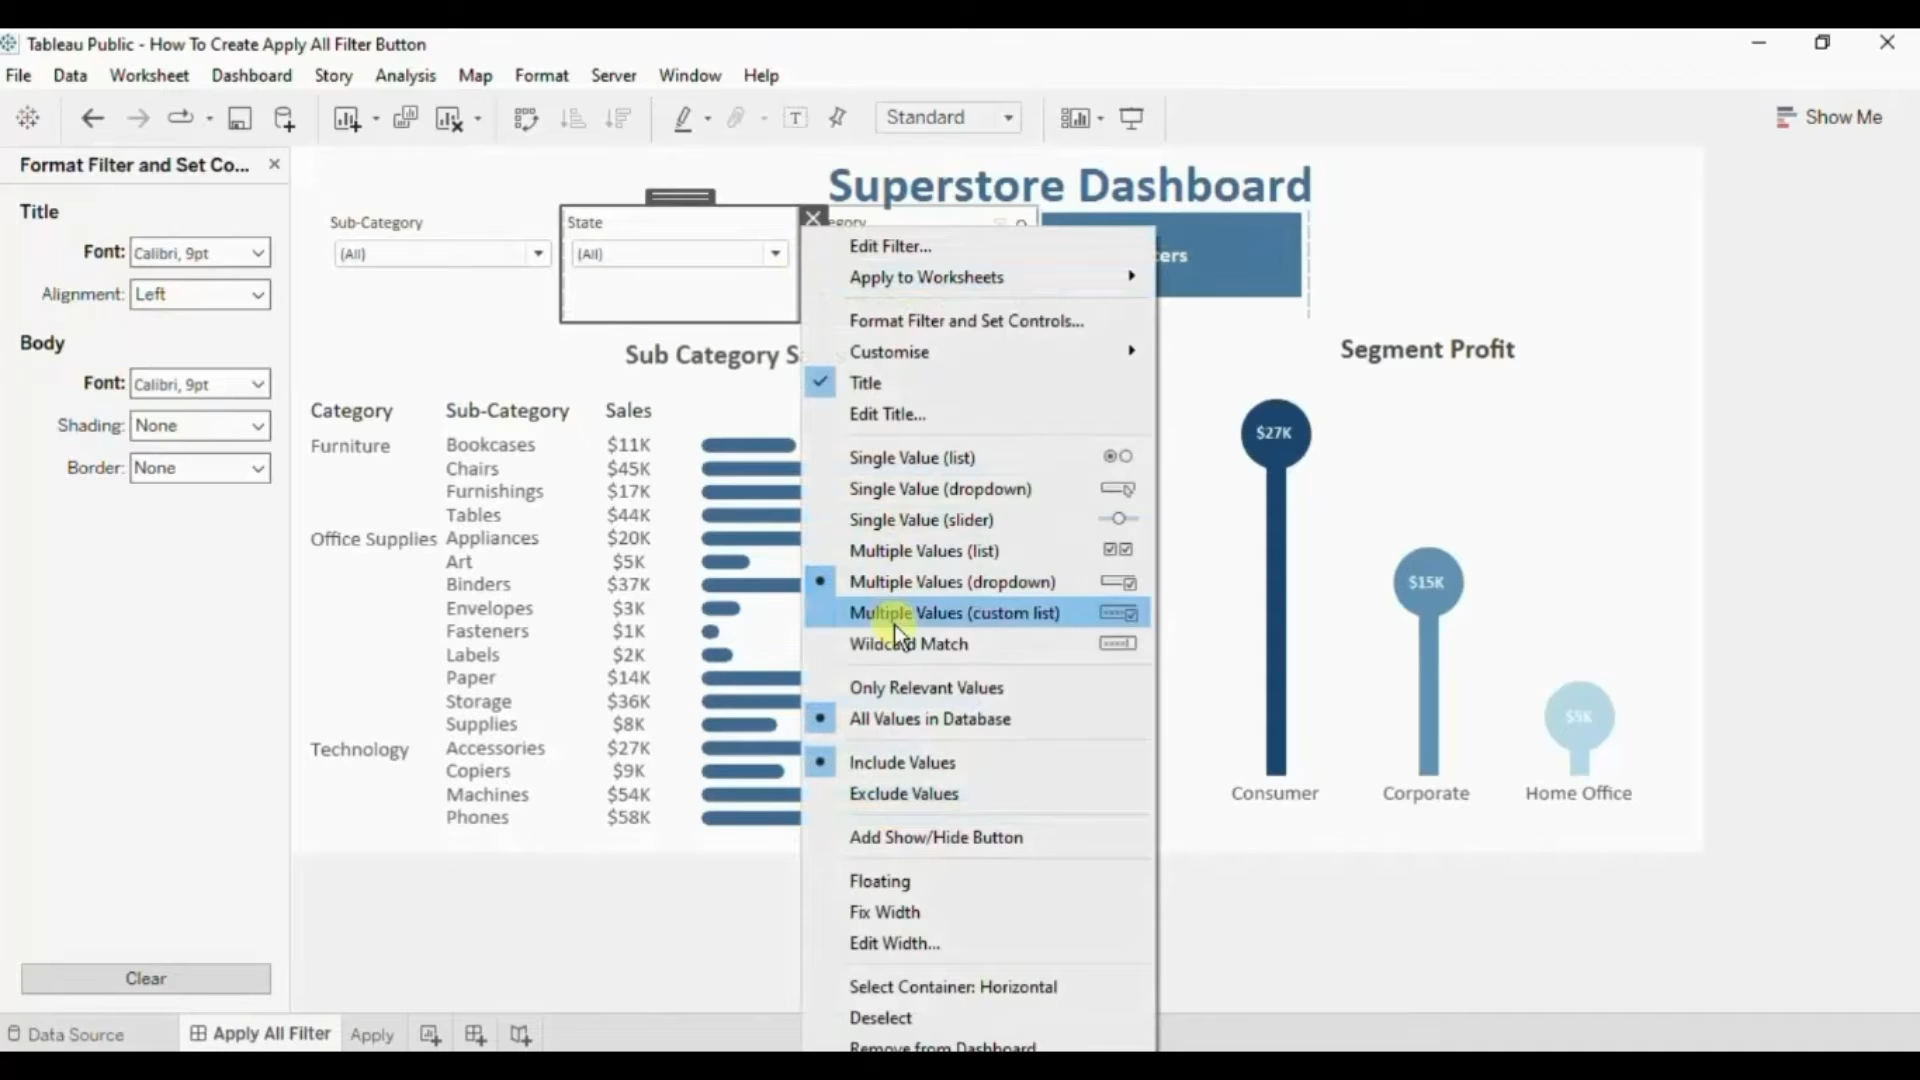 Tableau Public - How To Create Apply All Filter Button
File Data Worksheet Dashboard Story Analysis Map Format Server Window Help
Standard
Show Me
Format Filter and Set Co...
Title
Font: Calibri, 9pt
Alignment: Left
Body
Font: Calibri, 9pt
Shading: None
Border: None
Clear
Superstore Dashboard
Sub-Category
(All)
State
(All)
egory
ters
Edit Filter...
Apply to Worksheets
Format Filter and Set Controls...
Customise
Title
Edit Title...
Single Value (list)
Single Value (dropdown)
Single Value (slider)
Multiple Values (list)
Multiple Values (dropdown)
Multiple Values (custom list)
Wildcard Match
Only Relevant Values
All Values in Database
Include Values
Exclude Values
Add Show/Hide Button
Floating
Fix Width
Edit Width...
Select Container: Horizontal
Deselect
Remove from Dashboard
Sub Category S
Category Sub-Category Sales
Furniture Bookcases $11K
Chairs $45K
Furnishings $17K
Tables $44K
Office Supplies Appliances $20K
Art $5K
Binders $37K
Envelopes $3K
Fasteners $1K
Labels $2K
Paper $14K
Storage $36K
Supplies $8K
Technology Accessories $27K
Copiers $9K
Machines $54K
Phones $58K
Segment Profit
$27K
$15K
$5K
Consumer Corporate Home Office
Data Source Apply All Filter Apply